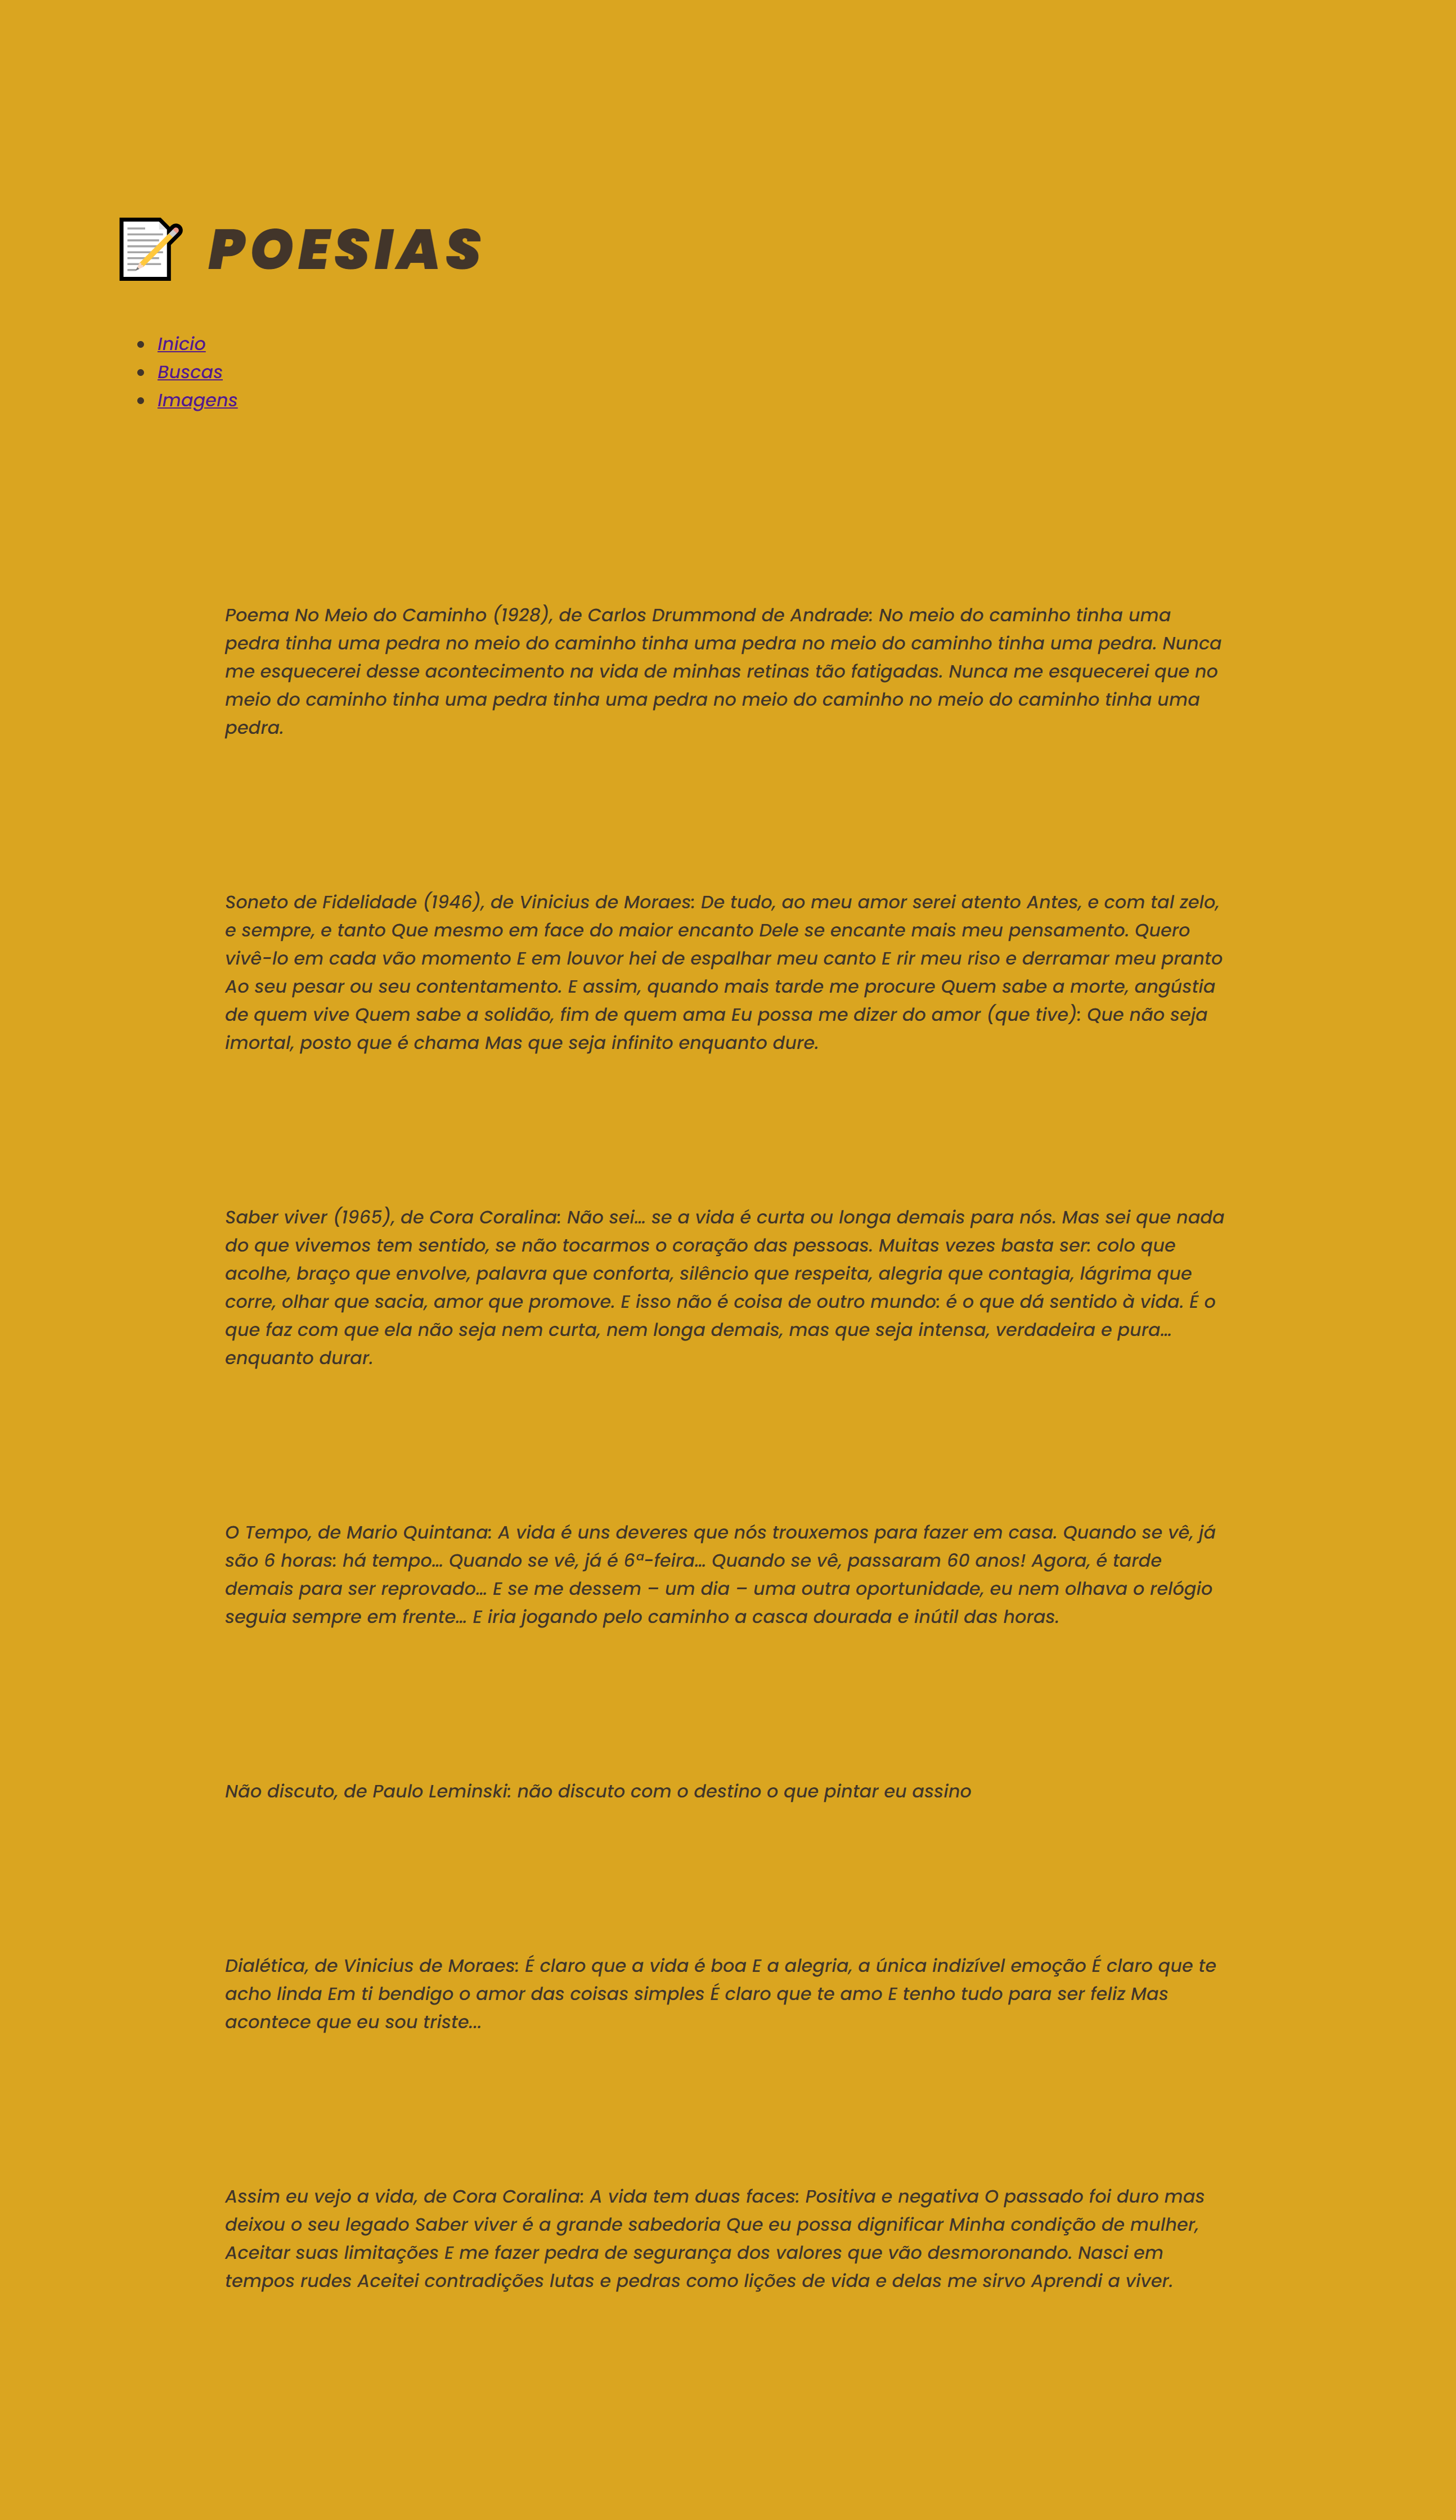 POESIAS
Inicio
Buscas
Imagens
Poema No Meio do Caminho (1928), de Carlos Drummond de Andrade: No meio do caminho tinha uma
pedra tinha uma pedra no meio do caminho tinha uma pedra no meio do caminho tinha uma pedra. Nunca
me esquecerei desse acontecimento na vida de minhas retinas tão fatigadas. Nunca me esquecerei que no
meio do caminho tinha uma pedra tinha uma pedra no meio do caminho no meio do caminho tinha uma
pedra.
Soneto de Fidelidade (1946), de Vinicius de Moraes: De tudo, ao meu amor serei atento Antes, e com tal zelo,
e sempre, e tanto Que mesmo em face do maior encanto Dele se encante mais meu pensamento. Quero
vivê-lo em cada vão momento E em louvor hei de espalhar meu canto E rir meu riso e derramar meu pranto
Ao seu pesar ou seu contentamento. E assim, quando mais tarde me procure Quem sabe a morte, angústia
de quem vive Quem sabe a solidão, fim de quem ama Eu possa me dizer do amor (que tive): Que não seja
imortal, posto que é chama Mas que seja infinito enquanto dure.
Saber viver (1965), de Cora Coralina: Não sei… se a vida é curta ou longa demais para nós. Mas sei que nada
do que vivemos tem sentido, se não tocarmos o coração das pessoas. Muitas vezes basta ser: colo que
acolhe, braço que envolve, palavra que conforta, silêncio que respeita, alegria que contagia, lágrima que
corre, olhar que sacia, amor que promove. E isso não é coisa de outro mundo: é o que dá sentido à vida. É o
que faz com que ela não seja nem curta, nem longa demais, mas que seja intensa, verdadeira e pura…
enquanto durar.
O Tempo, de Mario Quintana: A vida é uns deveres que nós trouxemos para fazer em casa. Quando se vê, já
são 6 horas: há tempo… Quando se vê, já é 6ª-feira… Quando se vê, passaram 60 anos! Agora, é tarde
demais para ser reprovado… E se me dessem – um dia – uma outra oportunidade, eu nem olhava o relógio
seguia sempre em frente… E iria jogando pelo caminho a casca dourada e inútil das horas.
Não discuto, de Paulo Leminski: não discuto com o destino o que pintar eu assino
Dialética, de Vinicius de Moraes: É claro que a vida é boa E a alegria, a única indizível emoção É claro que te
acho linda Em ti bendigo o amor das coisas simples É claro que te amo E tenho tudo para ser feliz Mas
acontece que eu sou triste...
Assim eu vejo a vida, de Cora Coralina: A vida tem duas faces: Positiva e negativa O passado foi duro mas
deixou o seu legado Saber viver é a grande sabedoria Que eu possa dignificar Minha condição de mulher,
Aceitar suas limitações E me fazer pedra de segurança dos valores que vão desmoronando. Nasci em
tempos rudes Aceitei contradições lutas e pedras como lições de vida e delas me sirvo Aprendi a viver.